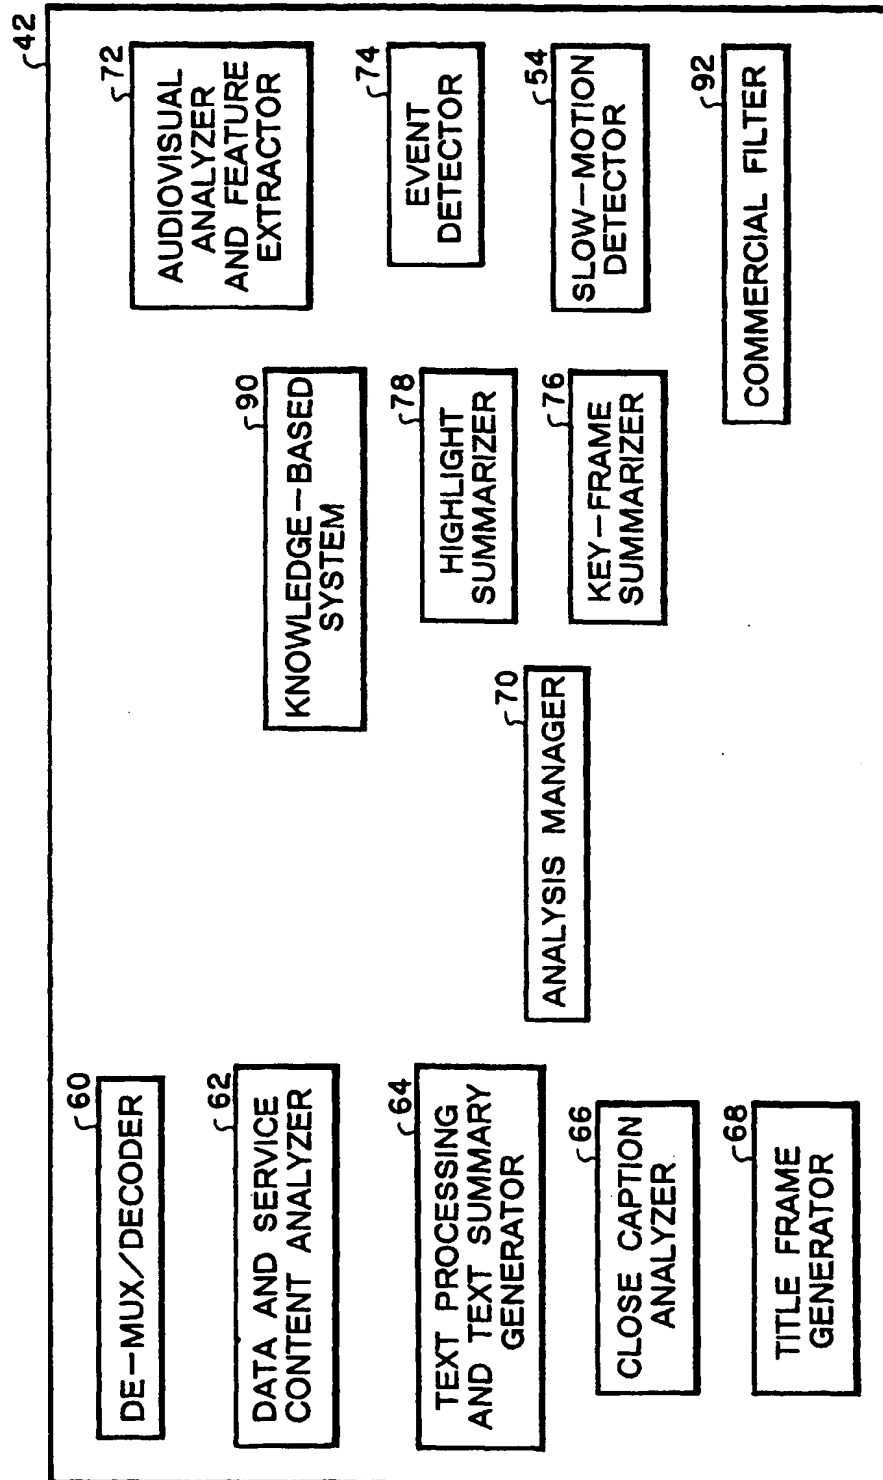 42
60
DE-MUX/DECODER
62
DATA AND SERVICE
CONTENT ANALYZER
64
TEXT PROCESSING
AND TEXT SUMMARY
GENERATOR
66
CLOSE CAPTION
ANALYZER
68
TITLE FRAME
GENERATOR
70
ANALYSIS MANAGER
90
KNOWLEDGE-BASED
SYSTEM
78
HIGHLIGHT
SUMMARIZER
76
KEY-FRAME
SUMMARIZER
72
AUDIOVISUAL
ANALYZER
AND FEATURE
EXTRACTOR
74
EVENT
DETECTOR
54
SLOW-MOTION
DETECTOR
92
COMMERCIAL FILTER